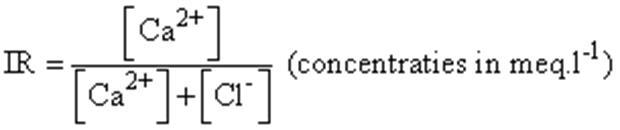 IR = [Ca²⁺] / ([Ca²⁺] + [Cl⁻]) (concentraties in meq.l⁻¹)